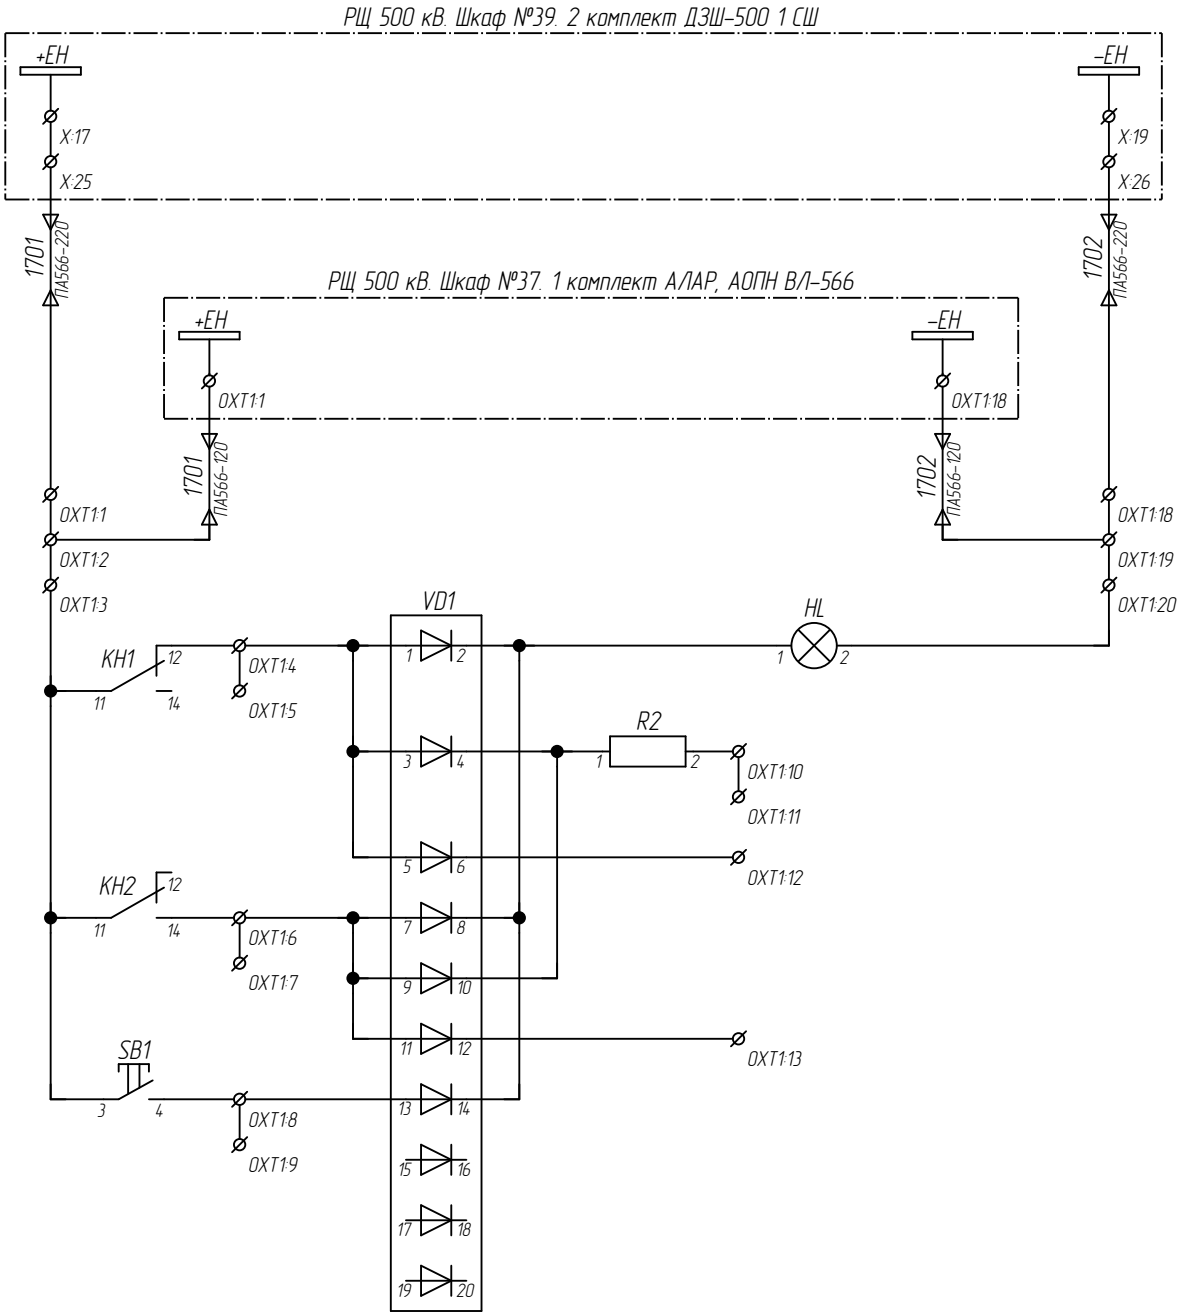 РЩ 500 кВ. Шкаф №39. 2 комплект ДЗШ-500 1 СШ
+EH
-EH
X:17
X:19
X:25
X:26
1701
ПА566-220
1702
ПА566-220
РЩ 500 кВ. Шкаф №37. 1 комплект АЛАР, АОПН ВЛ-566
+EH
-EH
0XT1:1
0XT1:18
1701
ПА566-120
1702
ПА566-120
0XT1:1
0XT1:18
0XT1:2
0XT1:19
0XT1:3
0XT1:20
VD1
HL
KH1
12
0XT1:4
1
2
1
2
11
14
0XT1:5
R2
3
4
1
2
0XT1:10
0XT1:11
5
6
0XT1:12
KH2
12
11
14
0XT1:6
7
8
0XT1:7
9
10
SB1
11
12
0XT1:13
3
4
0XT1:8
13
14
0XT1:9
15
16
17
18
19
20